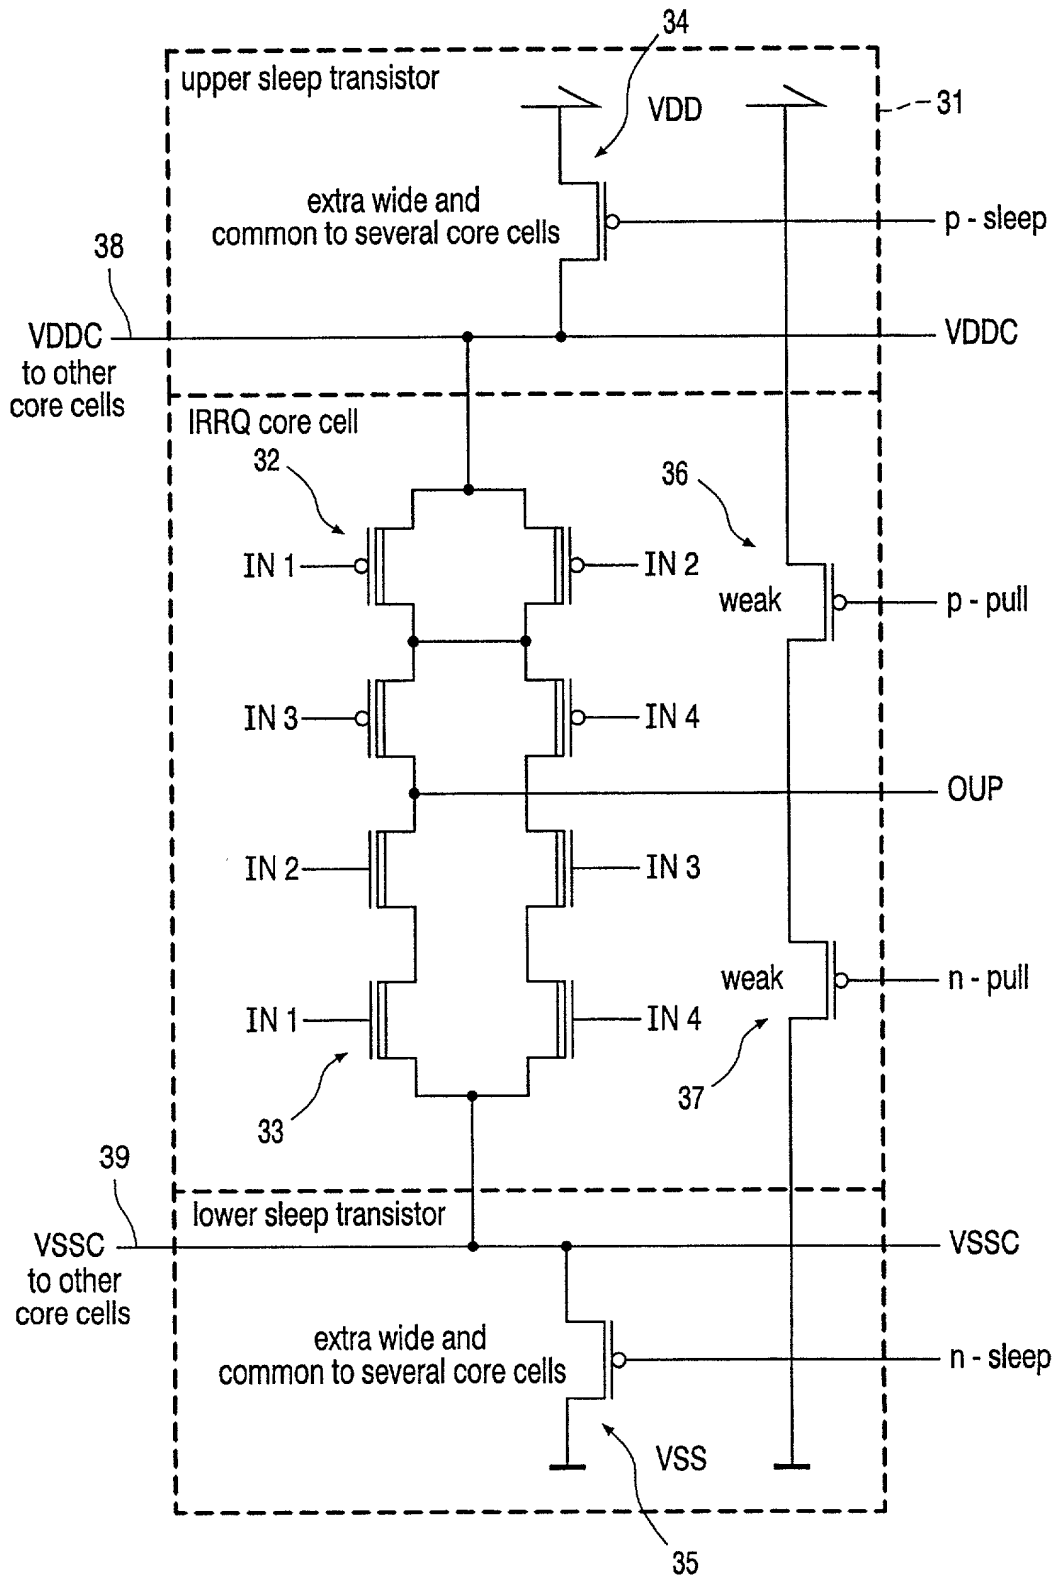 34
upper sleep transistor
VDD
31
extra wide and
common to several core cells
p - sleep
38
VDDC
to other
core cells
VDDC
IRRQ core cell
32
36
IN 1
IN 2
weak
p - pull
IN 3
IN 4
OUP
IN 2
IN 3
weak
n - pull
IN 1
IN 4
33
37
39
lower sleep transistor
VSSC
to other
core cells
VSSC
extra wide and
common to several core cells
n - sleep
VSS
35